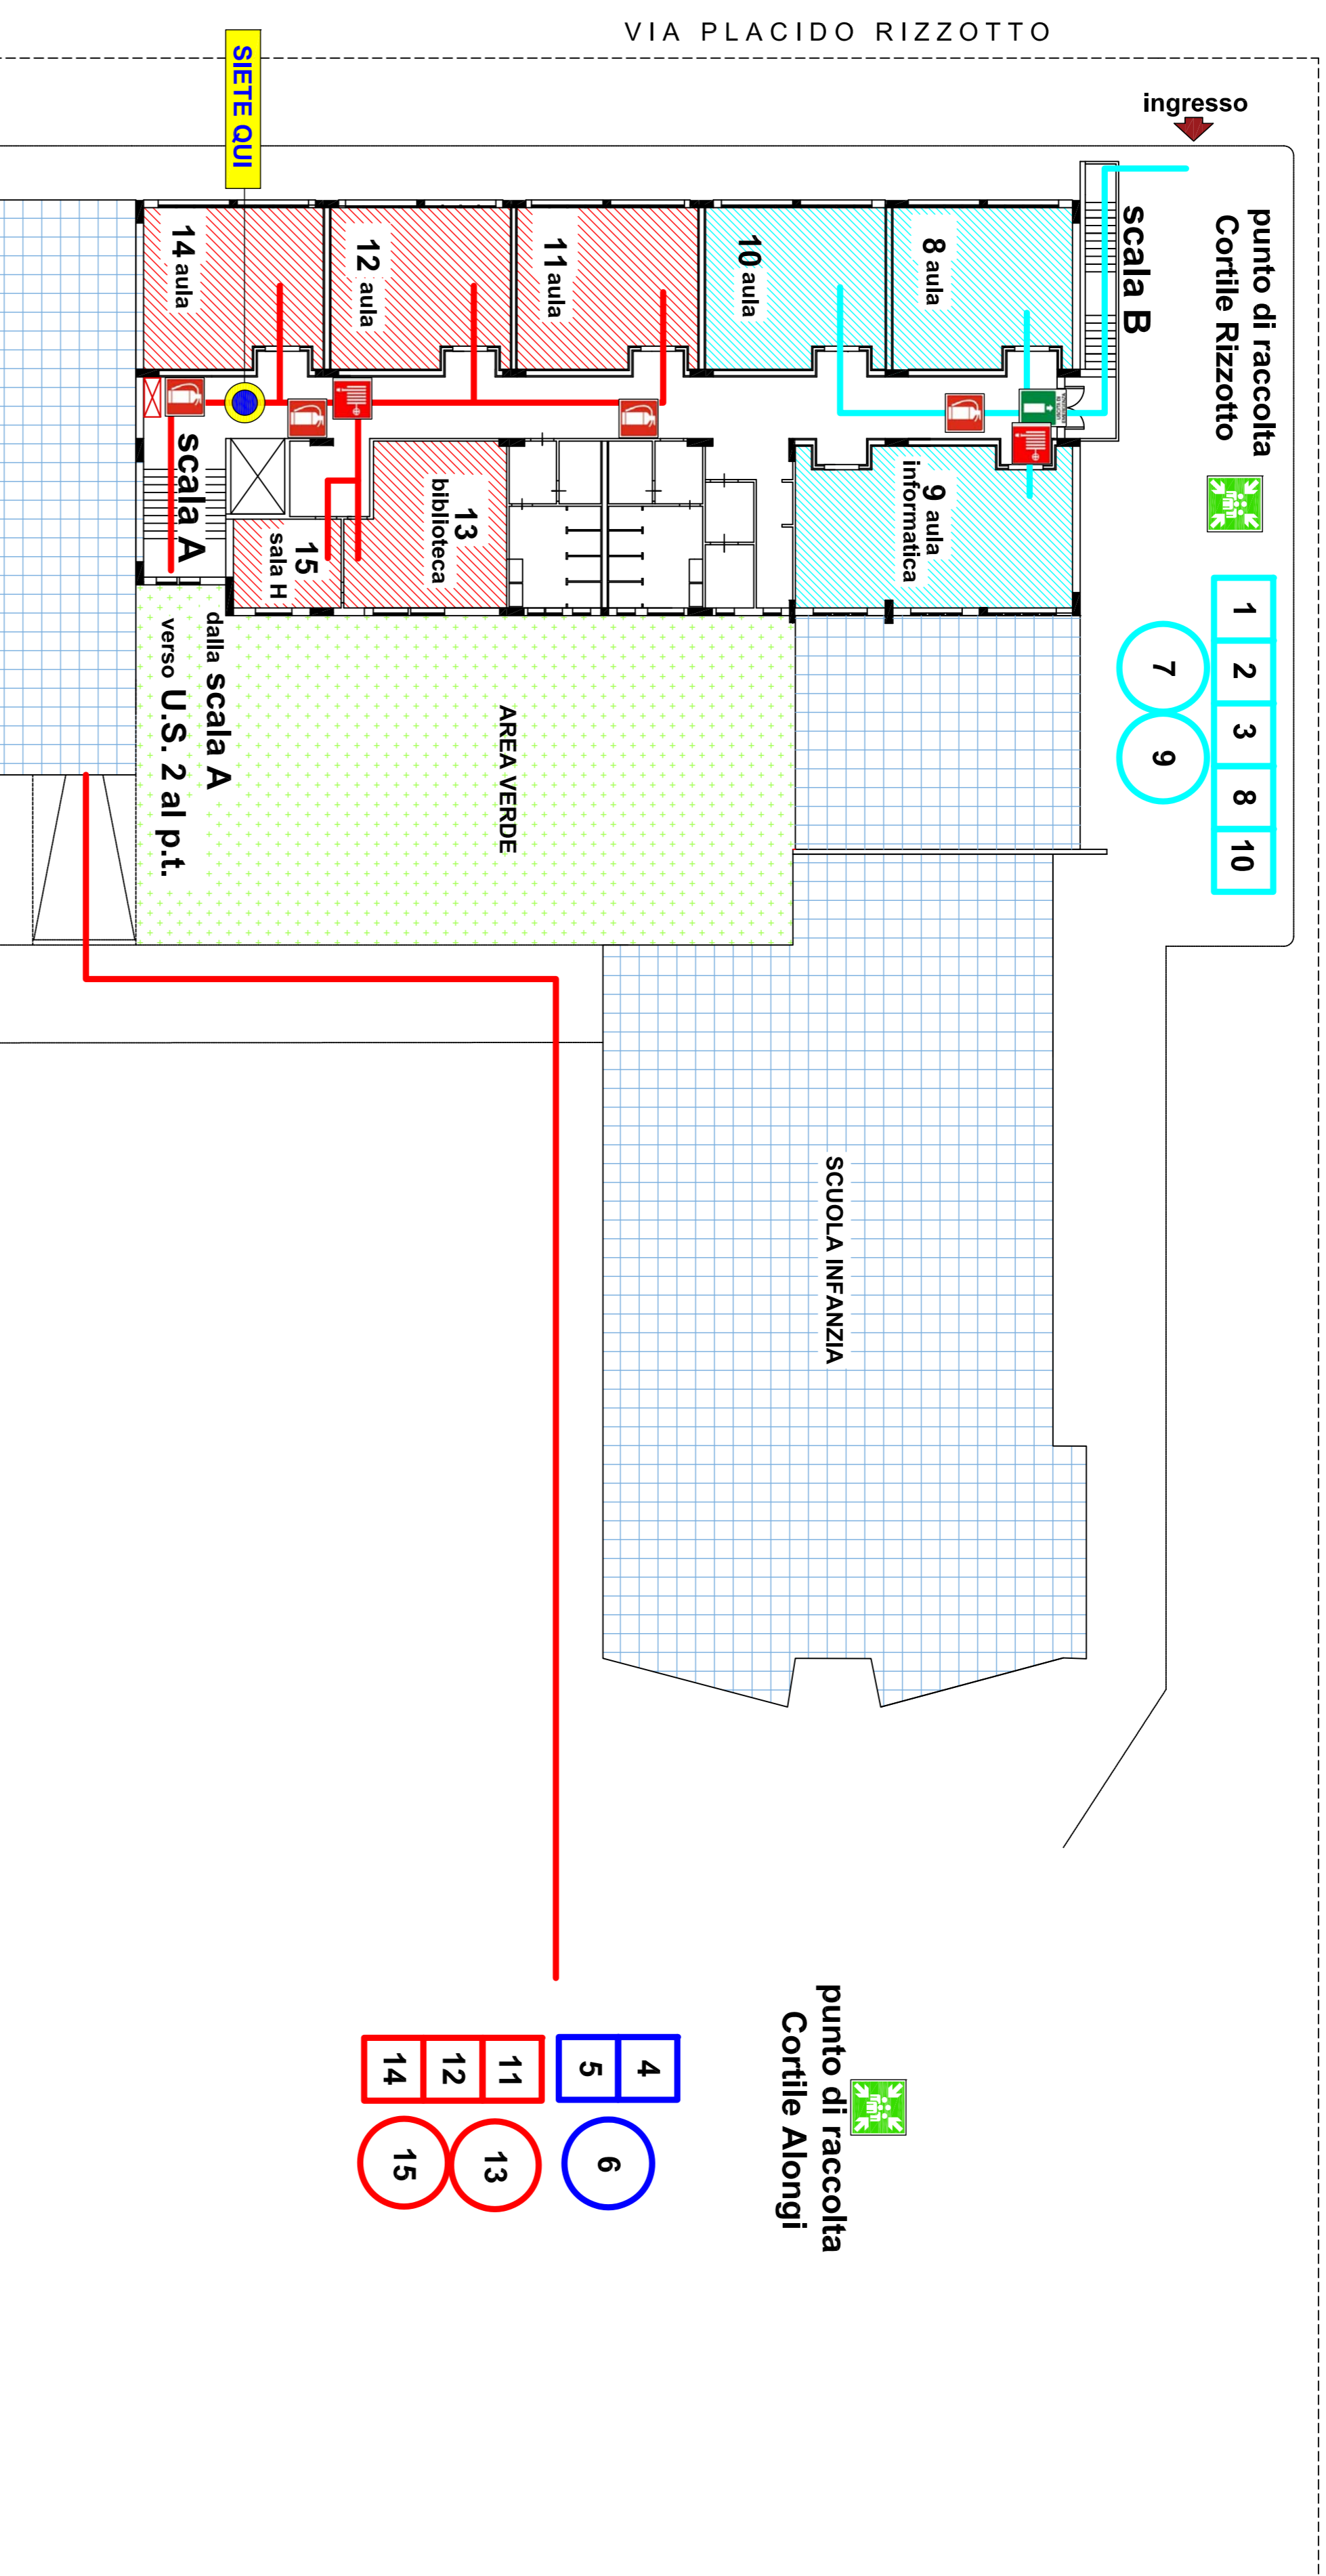 VIA PLACIDO RIZZOTTO
ingresso
SIETE QUI
punto di raccolta
Cortile Rizzotto
scala B
14 aula
12 aula
11 aula
10 aula
8 aula
9 aula
informatica
13
biblioteca
15
sala H
scala A
1
2
3
8
10
7
9
dalla scala A
verso U.S. 2 al p.t.
AREA VERDE
SCUOLA INFANZIA
punto di raccolta
Cortile Alongi
14
12
11
5
4
15
13
6